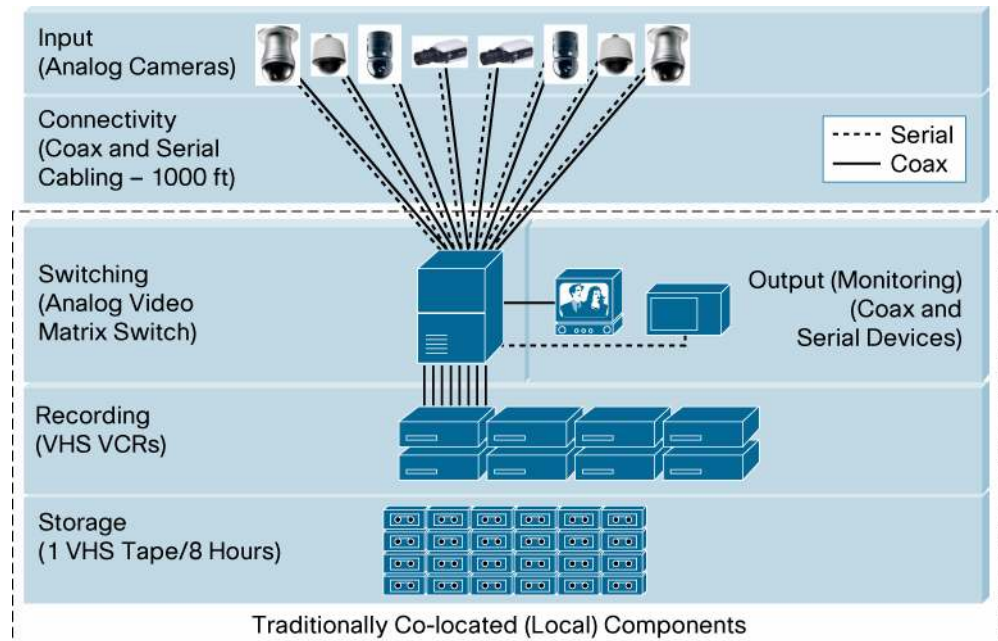 Input
(Analog Cameras)
Connectivity
(Coax and Serial
Cabling – 1000 ft)
Serial
Coax
Switching
(Analog Video
Matrix Switch)
Output (Monitoring)
(Coax and
Serial Devices)
Recording
(VHS VCRs)
Storage
(1 VHS Tape/8 Hours)
Traditionally Co-located (Local) Components